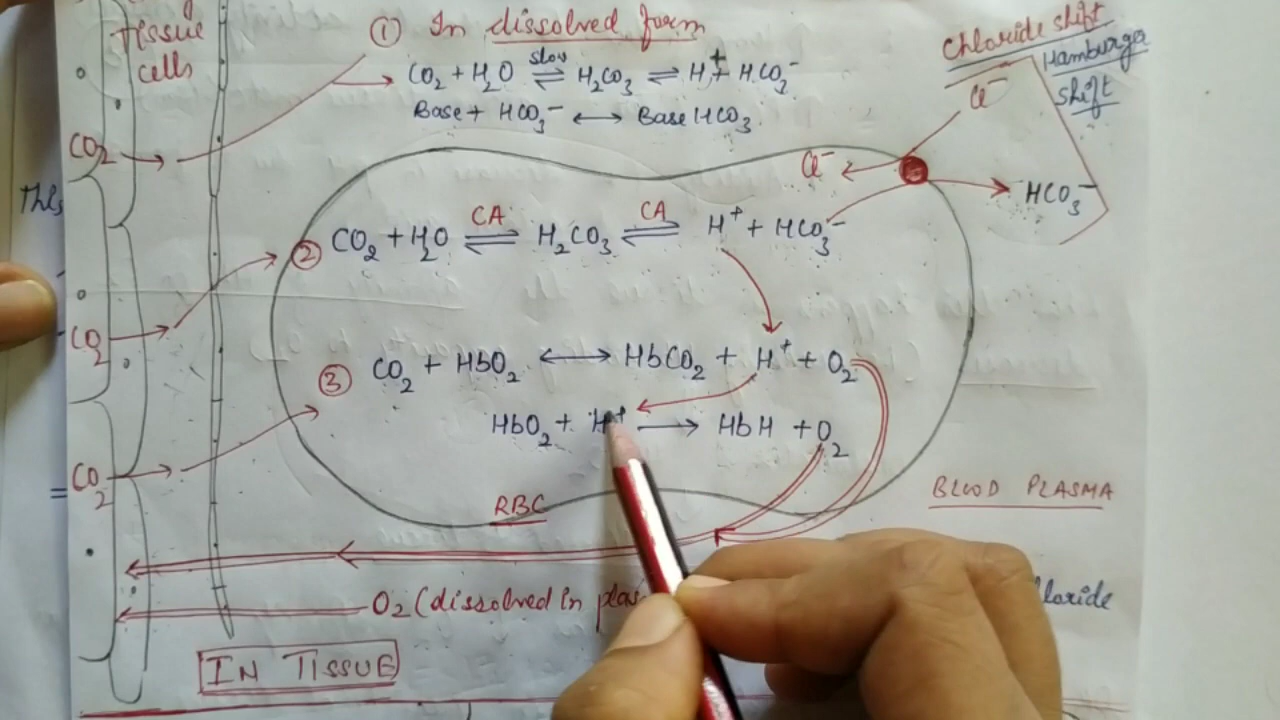 tissue
cells
① In dissolved form
CO₂ + H₂O ⇌ slow H₂CO₃ ⇌ H⁺ + HCO₃⁻
Base + HCO₃⁻ ⟷ Base HCO₃
Chloride shift
Hamburger
shift
Cl⁻
Cl⁻
HCO₃⁻
CO₂
② CO₂ + H₂O ⇌ CA H₂CO₃ ⇌ CA H⁺ + HCO₃⁻
CO₂
③ CO₂ + HbO₂ ⟷ HbCO₂ + H⁺ + O₂
HbO₂ + H⁺ ⟶ HbH + O₂
CO₂
RBC
BLOOD PLASMA
O₂ (dissolved in
IN TISSUE